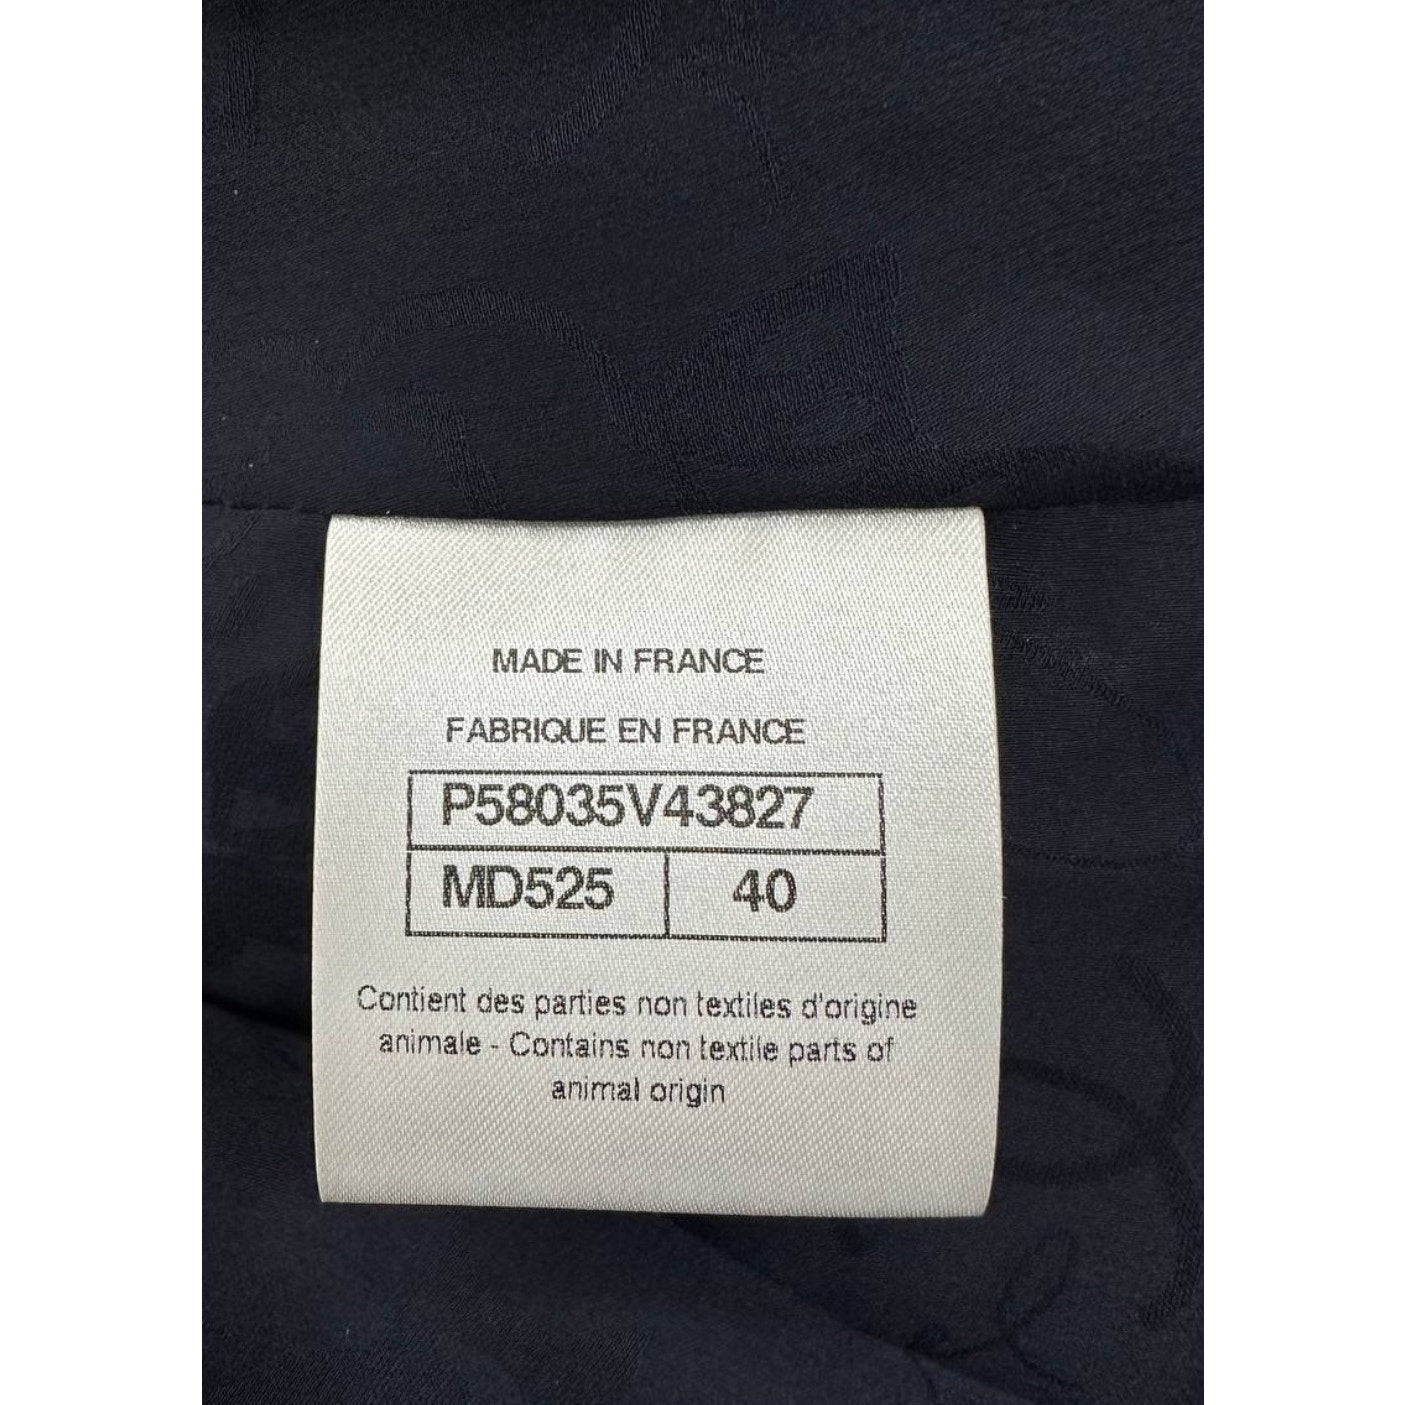 MADE IN FRANCE
FABRIQUE EN FRANCE
P58035V43827
MD525 40
Contient des parties non textiles d'origine
animale - Contains non textile parts of
animal origin